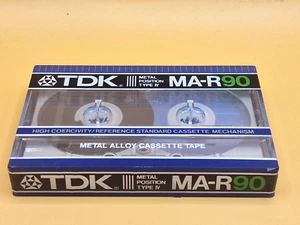 TDK METAL POSITION TYPE IV MA-R90
HIGH COERCIVITY/REFERENCE STANDARD CASSETTE MECHANISM
METAL ALLOY CASSETTE TAPE
TDK METAL POSITION TYPE IV MA-R90